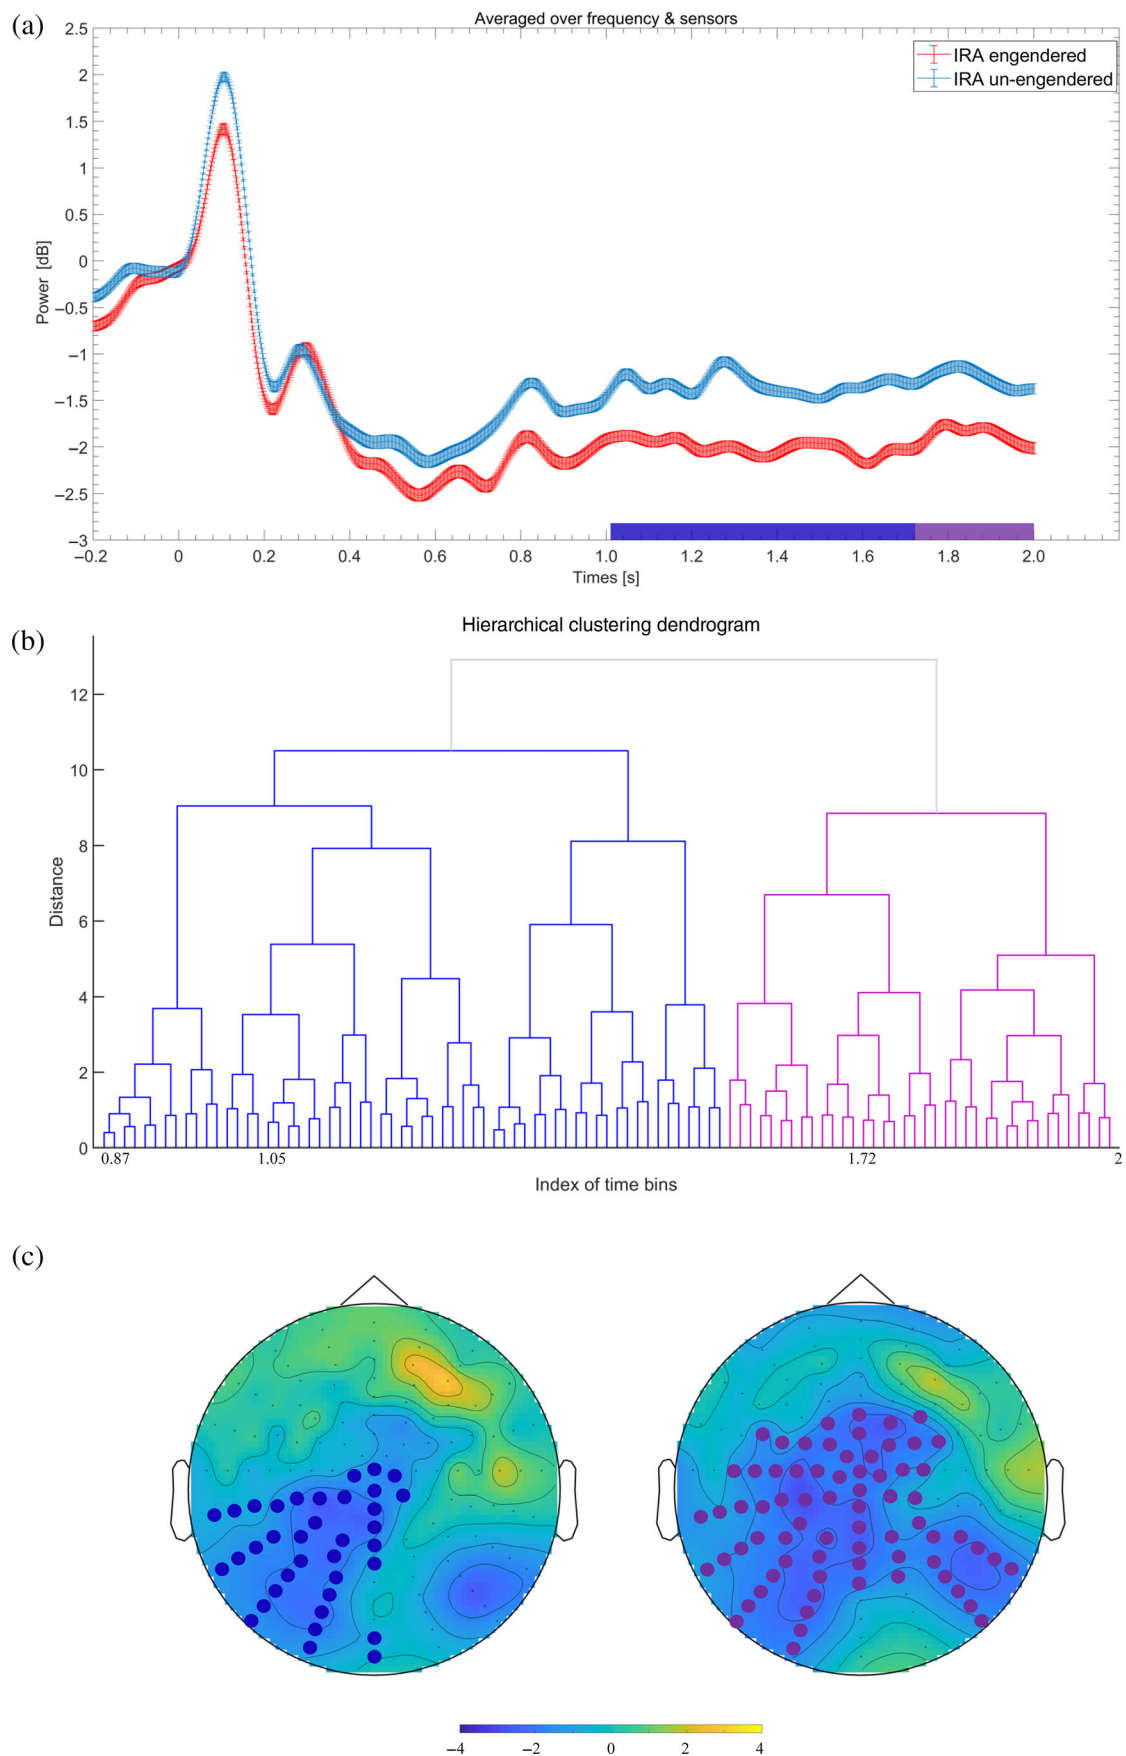 (a)
Averaged over frequency & sensors
IRA engendered
IRA un-engendered
2.5
2
1.5
1
0.5
0
−0.5
−1
−1.5
−2
−2.5
−3
Power [dB]
−0.2 0 0.2 0.4 0.6 0.8 1.0 1.2 1.4 1.6 1.8 2.0
Times [s]
(b)
Hierarchical clustering dendrogram
12
10
8
6
4
2
0
Distance
0.87 1.05 1.72 2
Index of time bins
(c)
−4 −2 0 2 4